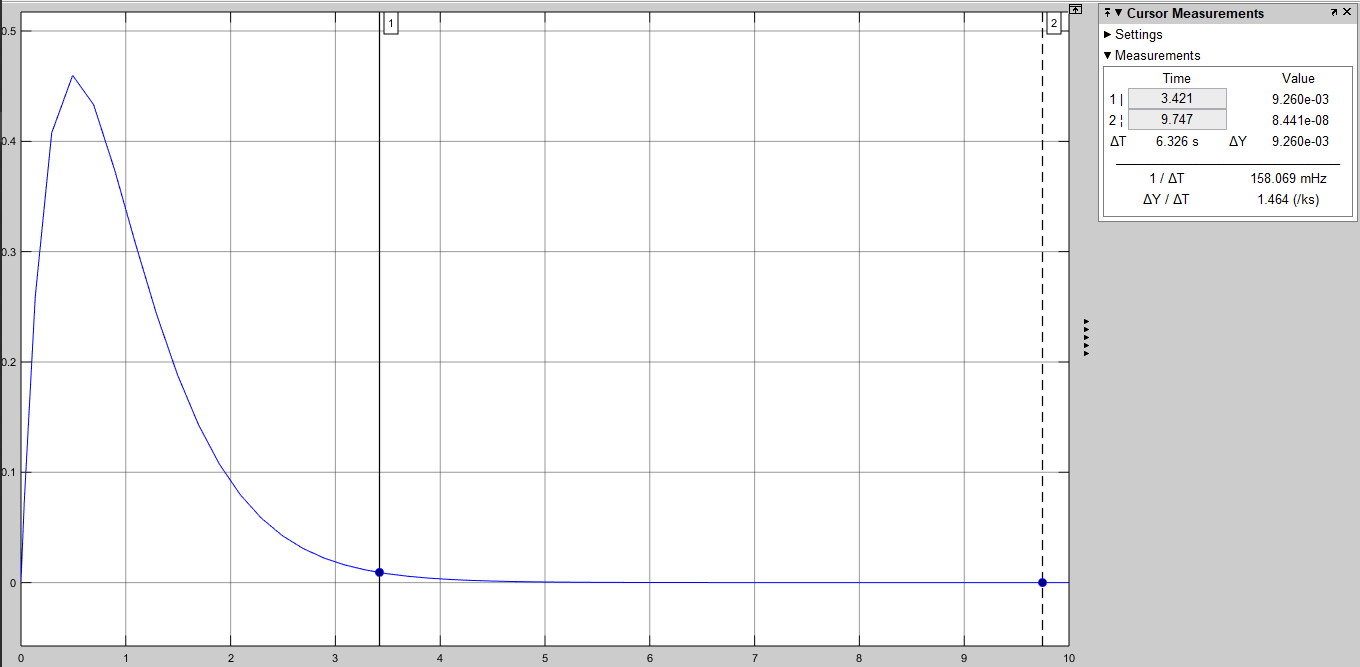 0.5
0.4
0.3
0.2
0.1
0
0 1 2 3 4 5 6 7 8 9 10
1
2
Cursor Measurements
Settings
Measurements
Time Value
1 | 3.421 9.260e-03
2 ¦ 9.747 8.441e-08
ΔT 6.326 s ΔY 9.260e-03
1 / ΔT 158.069 mHz
ΔY / ΔT 1.464 (/ks)